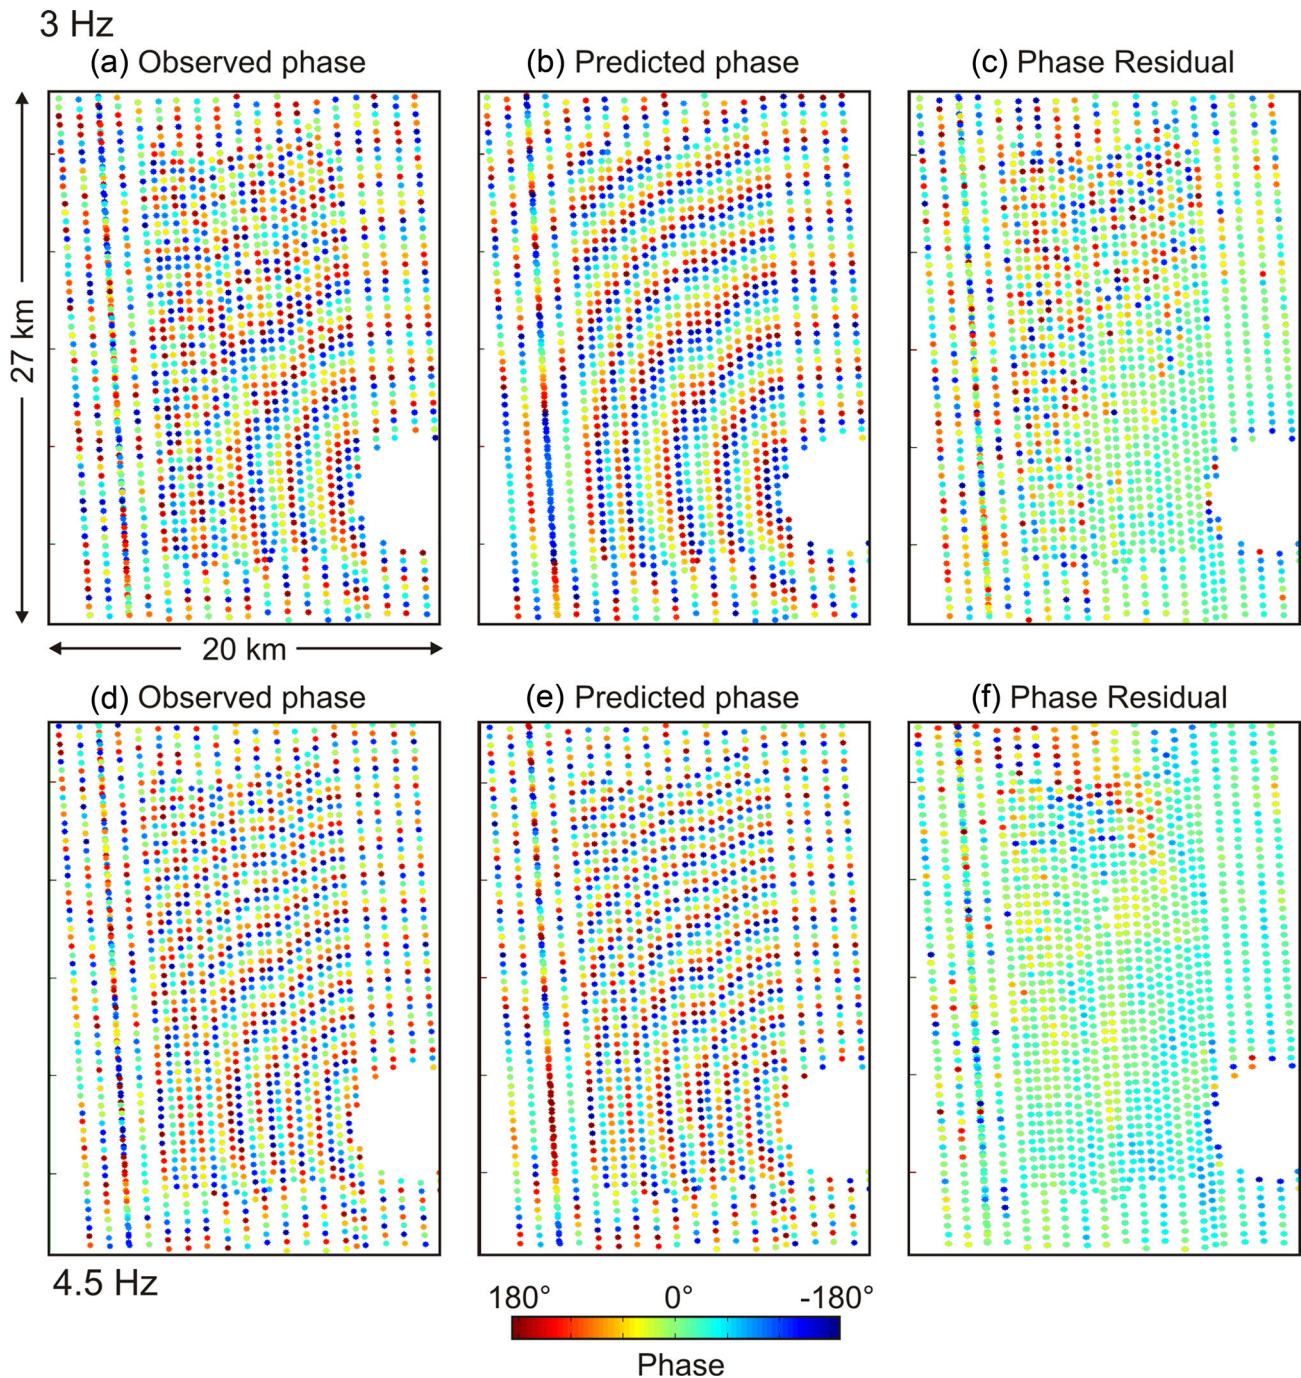 3 Hz
(a) Observed phase
(b) Predicted phase
(c) Phase Residual
27 km
20 km
(d) Observed phase
(e) Predicted phase
(f) Phase Residual
4.5 Hz
180° 0° -180°
Phase